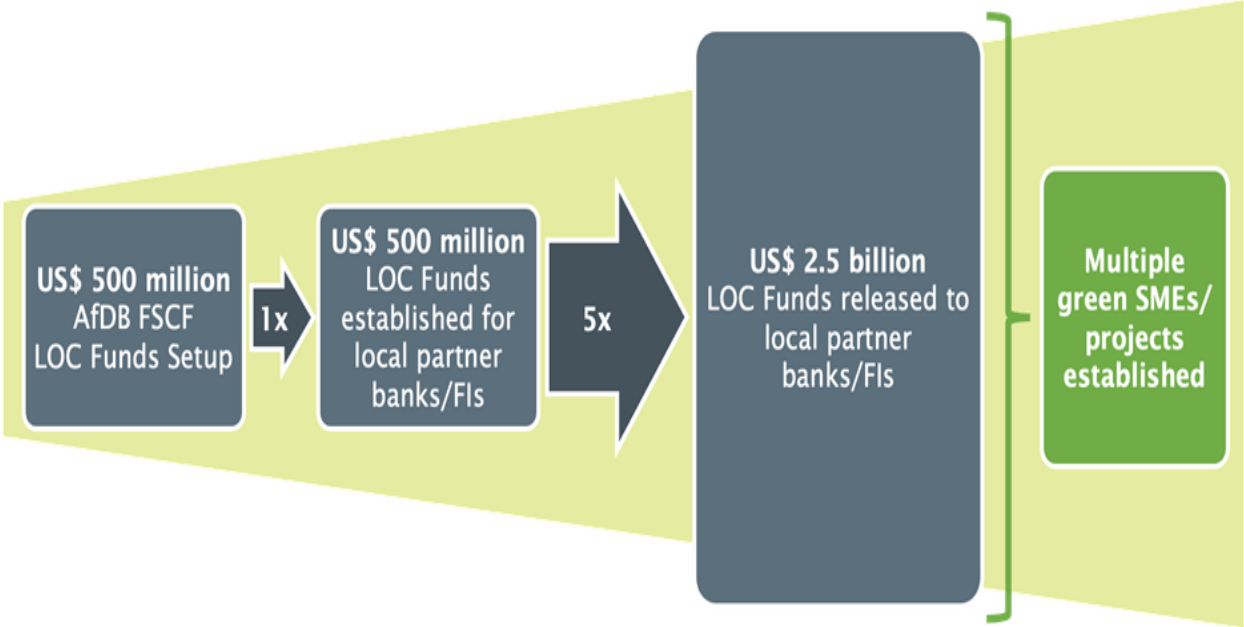 US$ 500 million
AfDB FSCF
LOC Funds Setup
1x
US$ 500 million
LOC Funds
established for
local partner
banks/FIs
5x
US$ 2.5 billion
LOC Funds released to
local partner
banks/FIs
Multiple
green SMEs/
projects
established